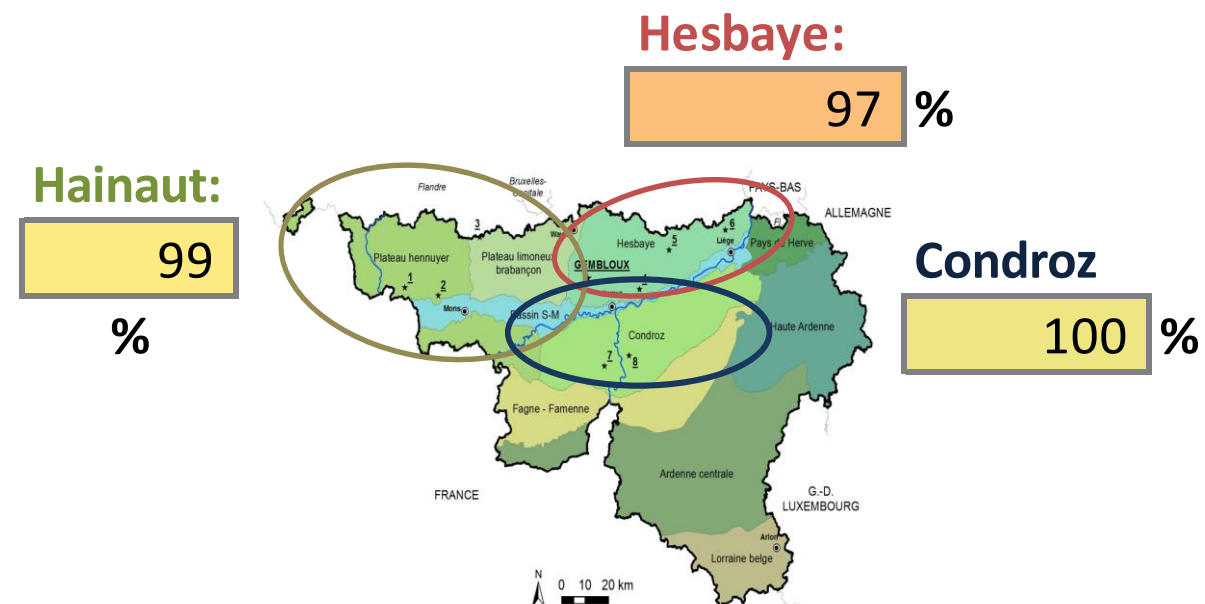 Hesbaye:
97 %
Hainaut:
99
%
Condroz
100 %
Flandre
Bruxelles-
Capitale
PAYS-BAS
ALLEMAGNE
3
6
5
Hesbaye
Liège
Pays de Herve
Plateau hennuyer
Plateau limoneux
brabançon
GEMBLOUX
1
2
4
Mons
Bassin S-M
Condroz
Haute Ardenne
7
8
Fagne - Famenne
Ardenne centrale
FRANCE
G.-D.
LUXEMBOURG
Arlon
Lorraine belge
N
0 10 20 km